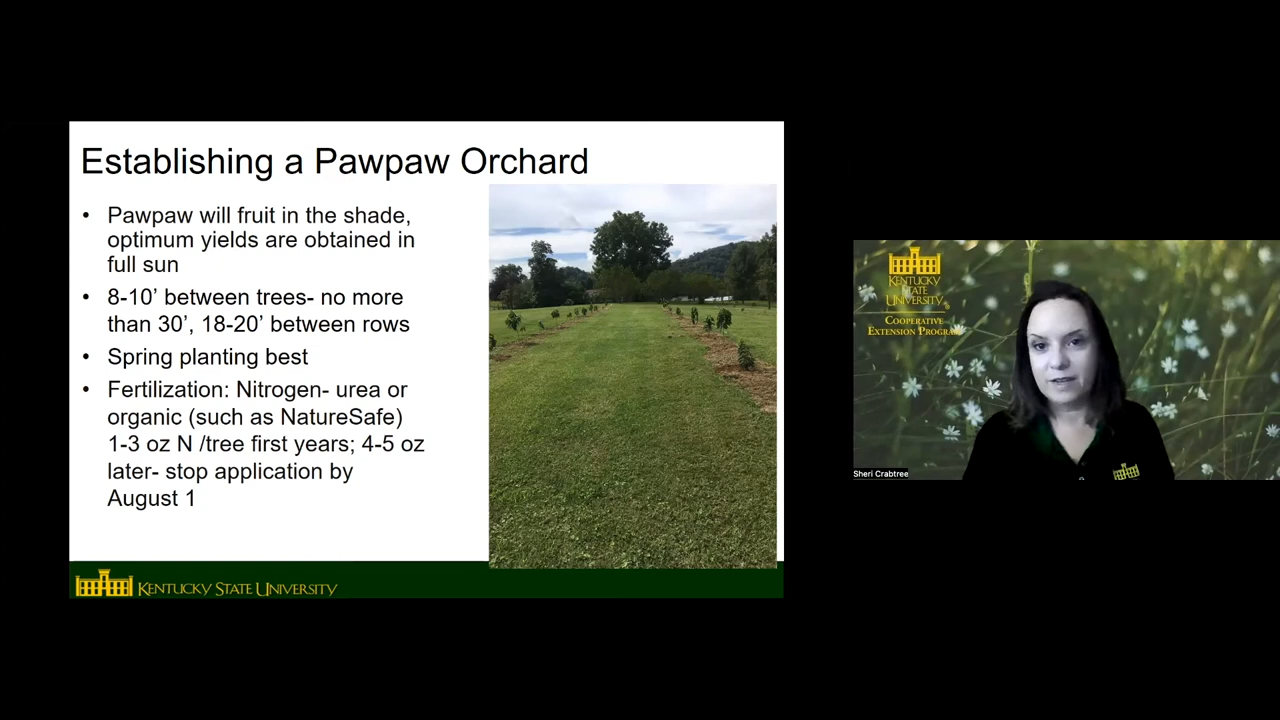 Establishing a Pawpaw Orchard
• Pawpaw will fruit in the shade,
optimum yields are obtained in
full sun
• 8-10’ between trees- no more
than 30’, 18-20’ between rows
• Spring planting best
• Fertilization: Nitrogen- urea or
organic (such as NatureSafe)
1-3 oz N /tree first years; 4-5 oz
later- stop application by
August 1
KENTUCKY STATE UNIVERSITY
KENTUCKY
STATE
UNIVERSITY
COOPERATIVE
EXTENSION PROGRAM
Sheri Crabtree